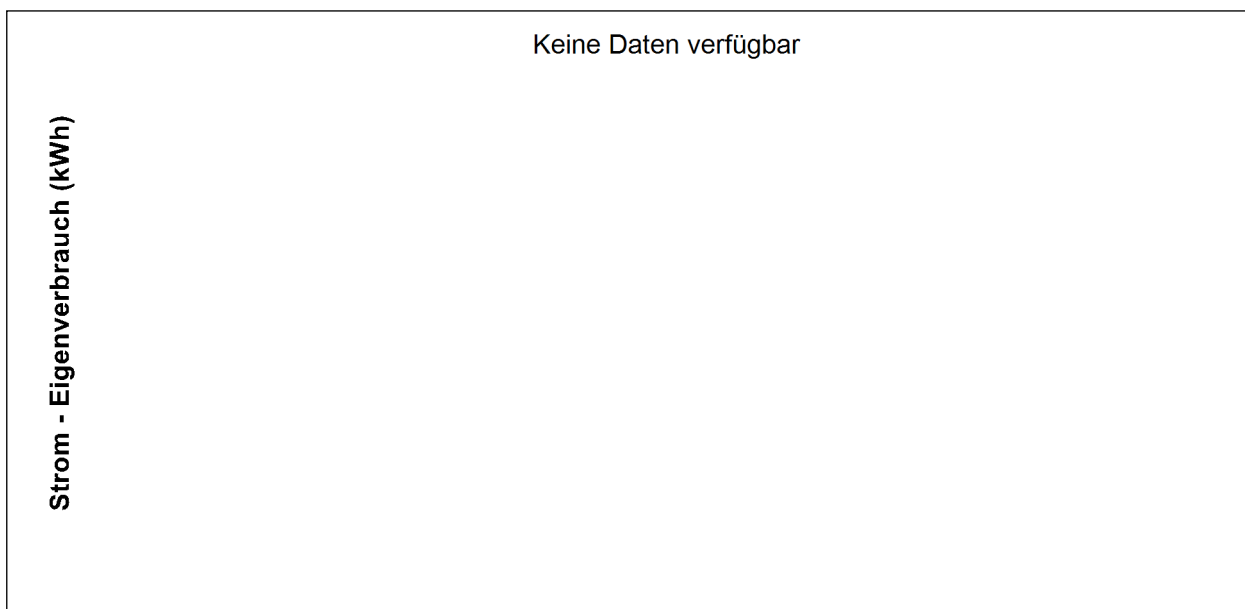 Keine Daten verfügbar
Strom - Eigenverbrauch (kWh)